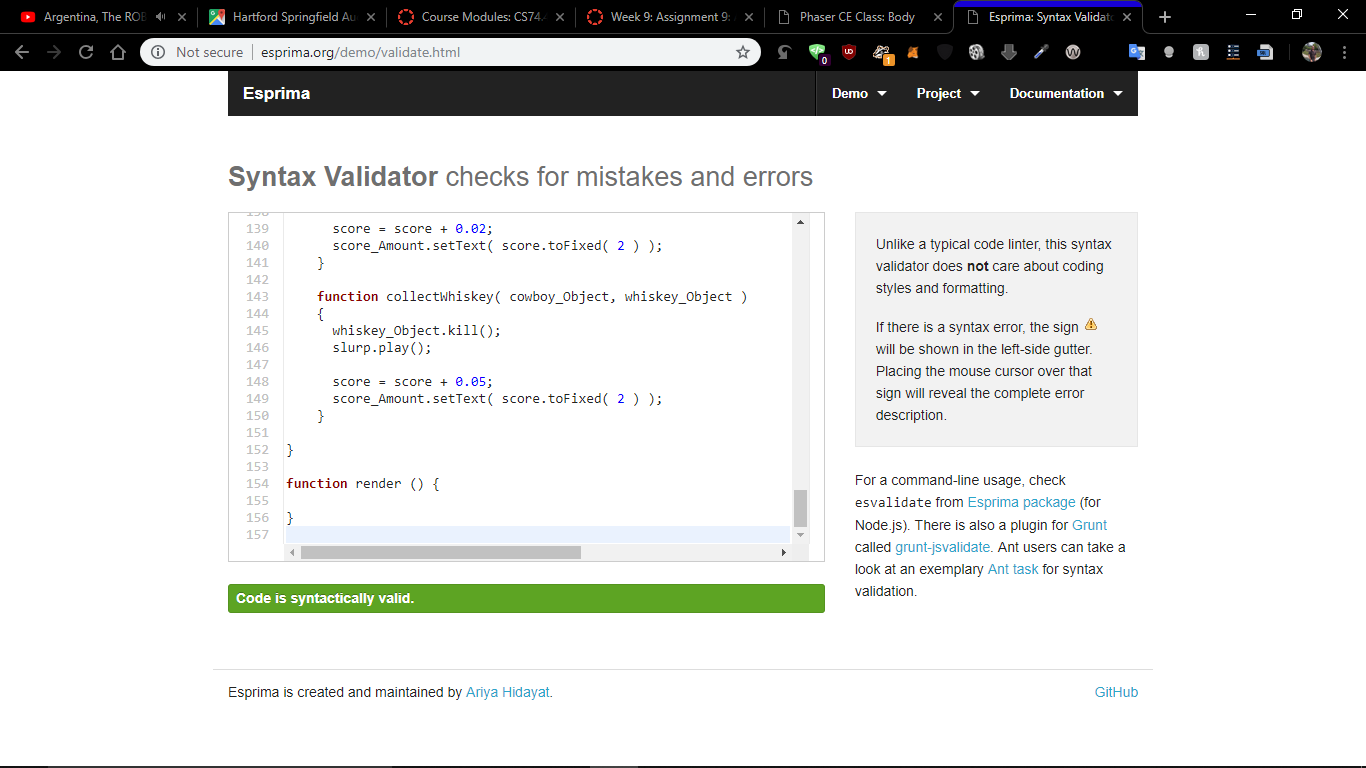 Argentina, The ROB
Hartford Springfield Au
Course Modules: CS74.
Week 9: Assignment 9:
Phaser CE Class: Body
Esprima: Syntax Validato
Not secure | esprima.org/demo/validate.html
0
UD
1
W
Esprima
Demo
Project
Documentation
Syntax Validator checks for mistakes and errors
138
139 score = score + 0.02;
140 score_Amount.setText( score.toFixed( 2 ) );
141 }
142
143 function collectWhiskey( cowboy_Object, whiskey_Object )
144 {
145 whiskey_Object.kill();
146 slurp.play();
147
148 score = score + 0.05;
149 score_Amount.setText( score.toFixed( 2 ) );
150 }
151
152 }
153
154 function render () {
155
156 }
157
Code is syntactically valid.
Unlike a typical code linter, this syntax
validator does not care about coding
styles and formatting.
If there is a syntax error, the sign
will be shown in the left-side gutter.
Placing the mouse cursor over that
sign will reveal the complete error
description.
For a command-line usage, check
esvalidate from Esprima package (for
Node.js). There is also a plugin for Grunt
called grunt-jsvalidate. Ant users can take a
look at an exemplary Ant task for syntax
validation.
Esprima is created and maintained by Ariya Hidayat.
GitHub